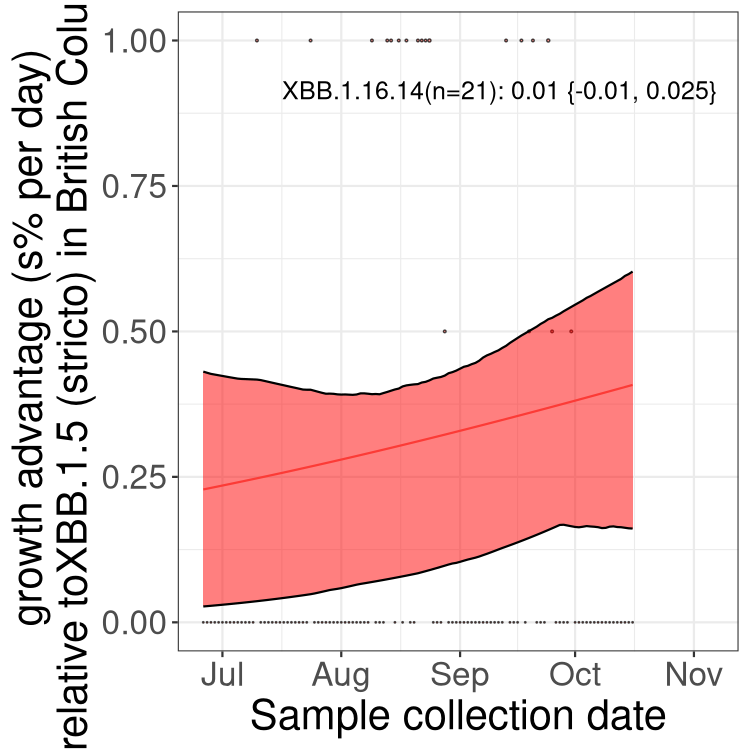 growth advantage (s% per day)
relative toXBB.1.5 (stricto) in British Colu
1.00
0.75
0.50
0.25
0.00
XBB.1.16.14(n=21): 0.01 {-0.01, 0.025}
Jul Aug Sep Oct Nov
Sample collection date